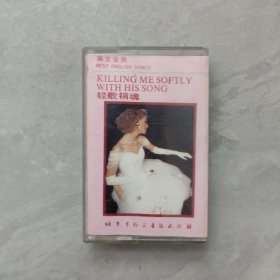 英文金曲
BEST ENGLISH SONGS
KILLING ME SOFTLY
WITH HIS SONG
轻歌销魂